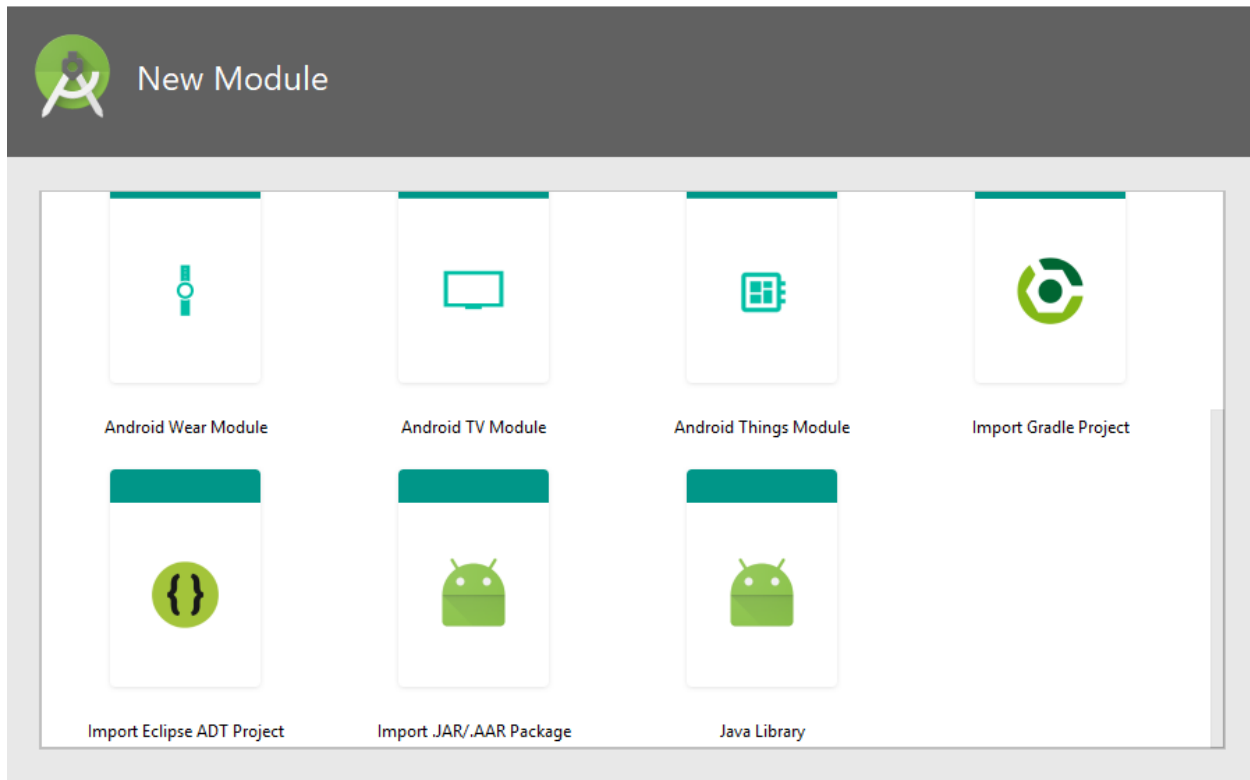 New Module
Android Wear Module
Android TV Module
Android Things Module
Import Gradle Project
{}
Import Eclipse ADT Project
Import .JAR/.AAR Package
Java Library